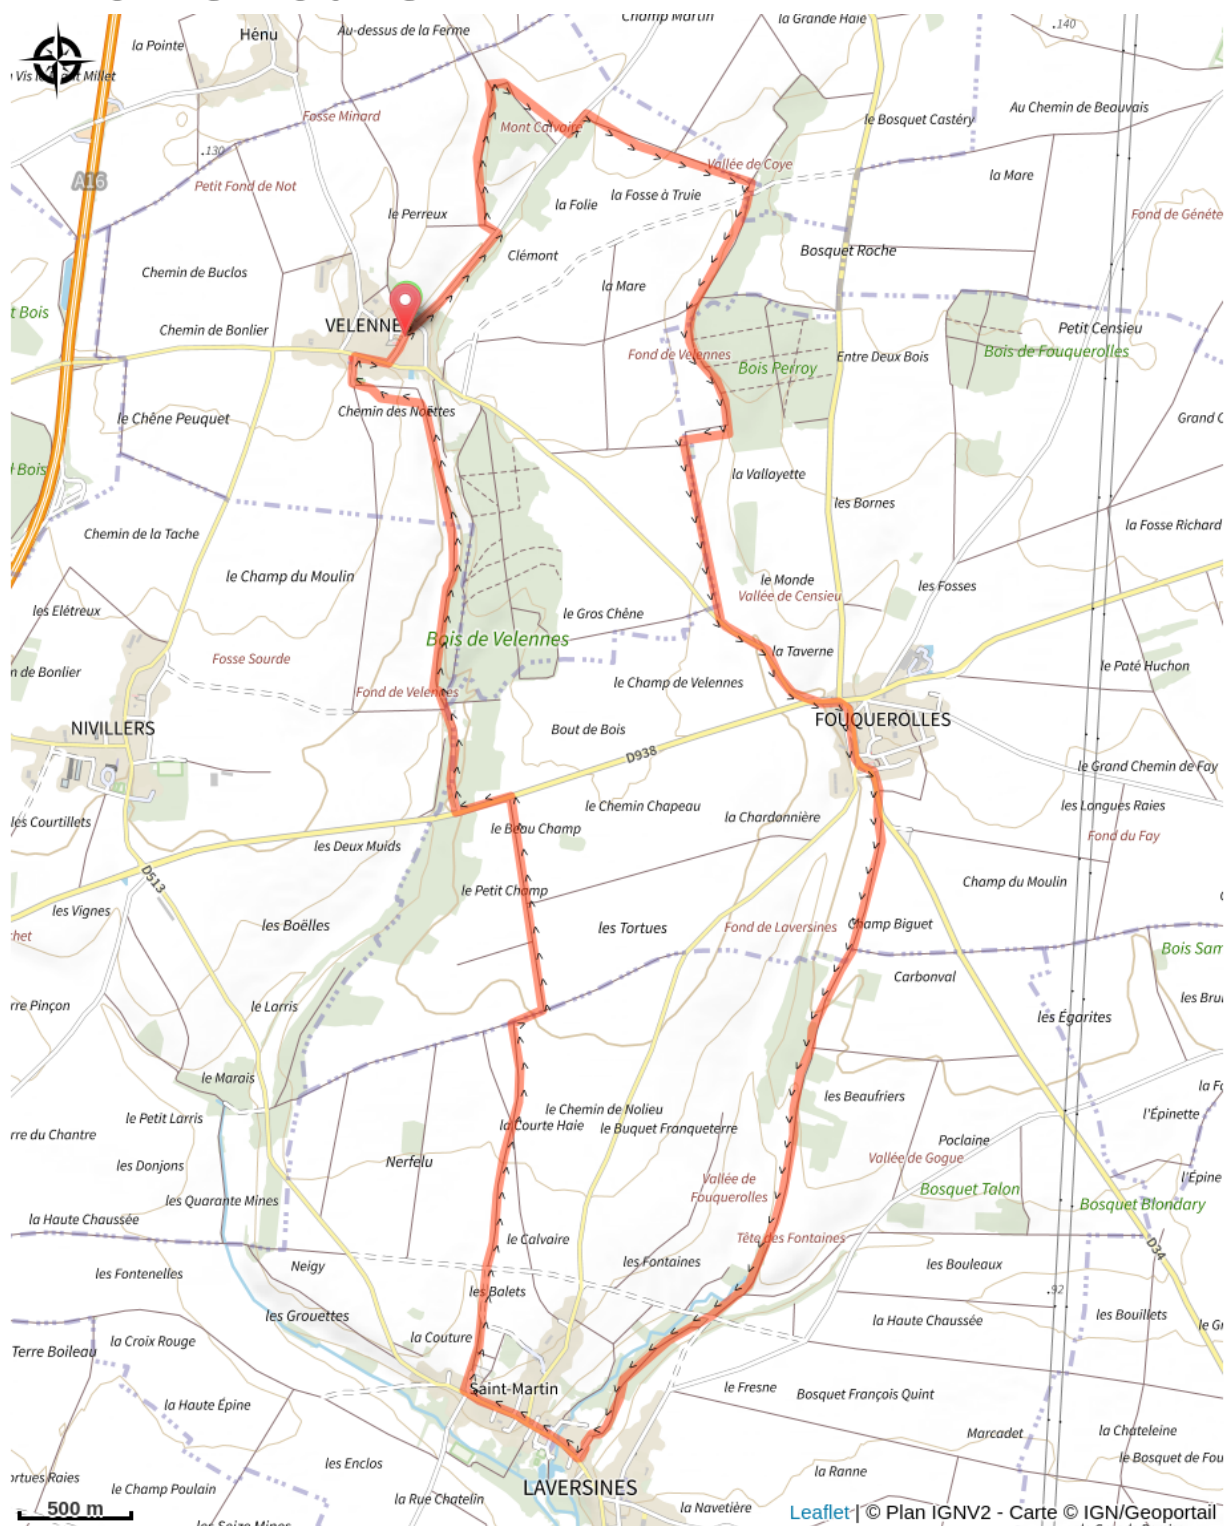 Champ Martin
la Grande Haie
.140
Au-dessus de la Ferme
Hénu
la Pointe
Au Chemin de Beauvais
le Bosquet Castéry
Fosse Minard
Mont Calvaire
.130
Vallée de Coye
A16
Petit Fond de Not
la Mare
la Fosse à Truie
la Folie
le Perreux
Fond de Généte
Bosquet Roche
Clémont
Chemin de Buclos
la Mare
t Bois
VELENNE
Chemin de Bonlier
Petit Censieu
Bois de Fouquerolles
Fond de Velennes
Entre Deux Bois
Bois Perroy
Chemin des Noëttes
le Chêne Peuquet
Grand C
l Bois
la Vallayette
les Bornes
la Fosse Richard
Chemin de la Tache
le Champ du Moulin
le Monde
les Fosses
Vallée de Censieu
les Elétreux
le Gros Chêne
Bois de Velennes
la Taverne
Fosse Sourde
le Paté Huchon
n de Bonlier
le Champ de Velennes
Fond de Velennes
FOUQUEROLLES
NIVILLERS
Bout de Bois
D938
le Grand Chemin de Fay
les Longues Raies
le Chemin Chapeau
la Chardonnière
les Courtillets
le Beau Champ
Fond du Fay
les Deux Muids
D513
Champ du Moulin
le Petit Champ
les Vignes
les Boëlles
les Tortues
Fond de Laversines
Champ Biguet
chet
Bois Sam
Carbonval
rre Pinçon
le Larris
les Égarites
les Bru
le Marais
les Beaufriers
le Chemin de Nolieu
le Petit Larris
l'Épinette
la Courte Haie
le Buquet Franqueterre
rre du Chantre
Poclaine
Nerfelu
les Donjons
Vallée de Gogue
Vallée de
Fouquerolles
l'Épine
Bosquet Talon
les Quarante Mines
Bosquet Blondary
la Haute Chaussée
le Calvaire
Tête des Fontaines
D34
les Fontaines
Neigy
les Bouleaux
les Fontenelles
les Balets
.92
les Grouettes
la Haute Chaussée
les Bouillets
le Gr
la Couture
la Croix Rouge
Terre Boileau
Saint-Martin
le Fresne
Bosquet François Quint
la Haute Épine
Marcadet
la Chateleine
les Enclos
le Bosquet de Fou
la Ranne
ortues Raies
LAVERSINES
le Champ Poulain
la Rue Chatelin
la Navetière
500 m
Leaflet | © Plan IGNV2 - Carte © IGN/Geoportail